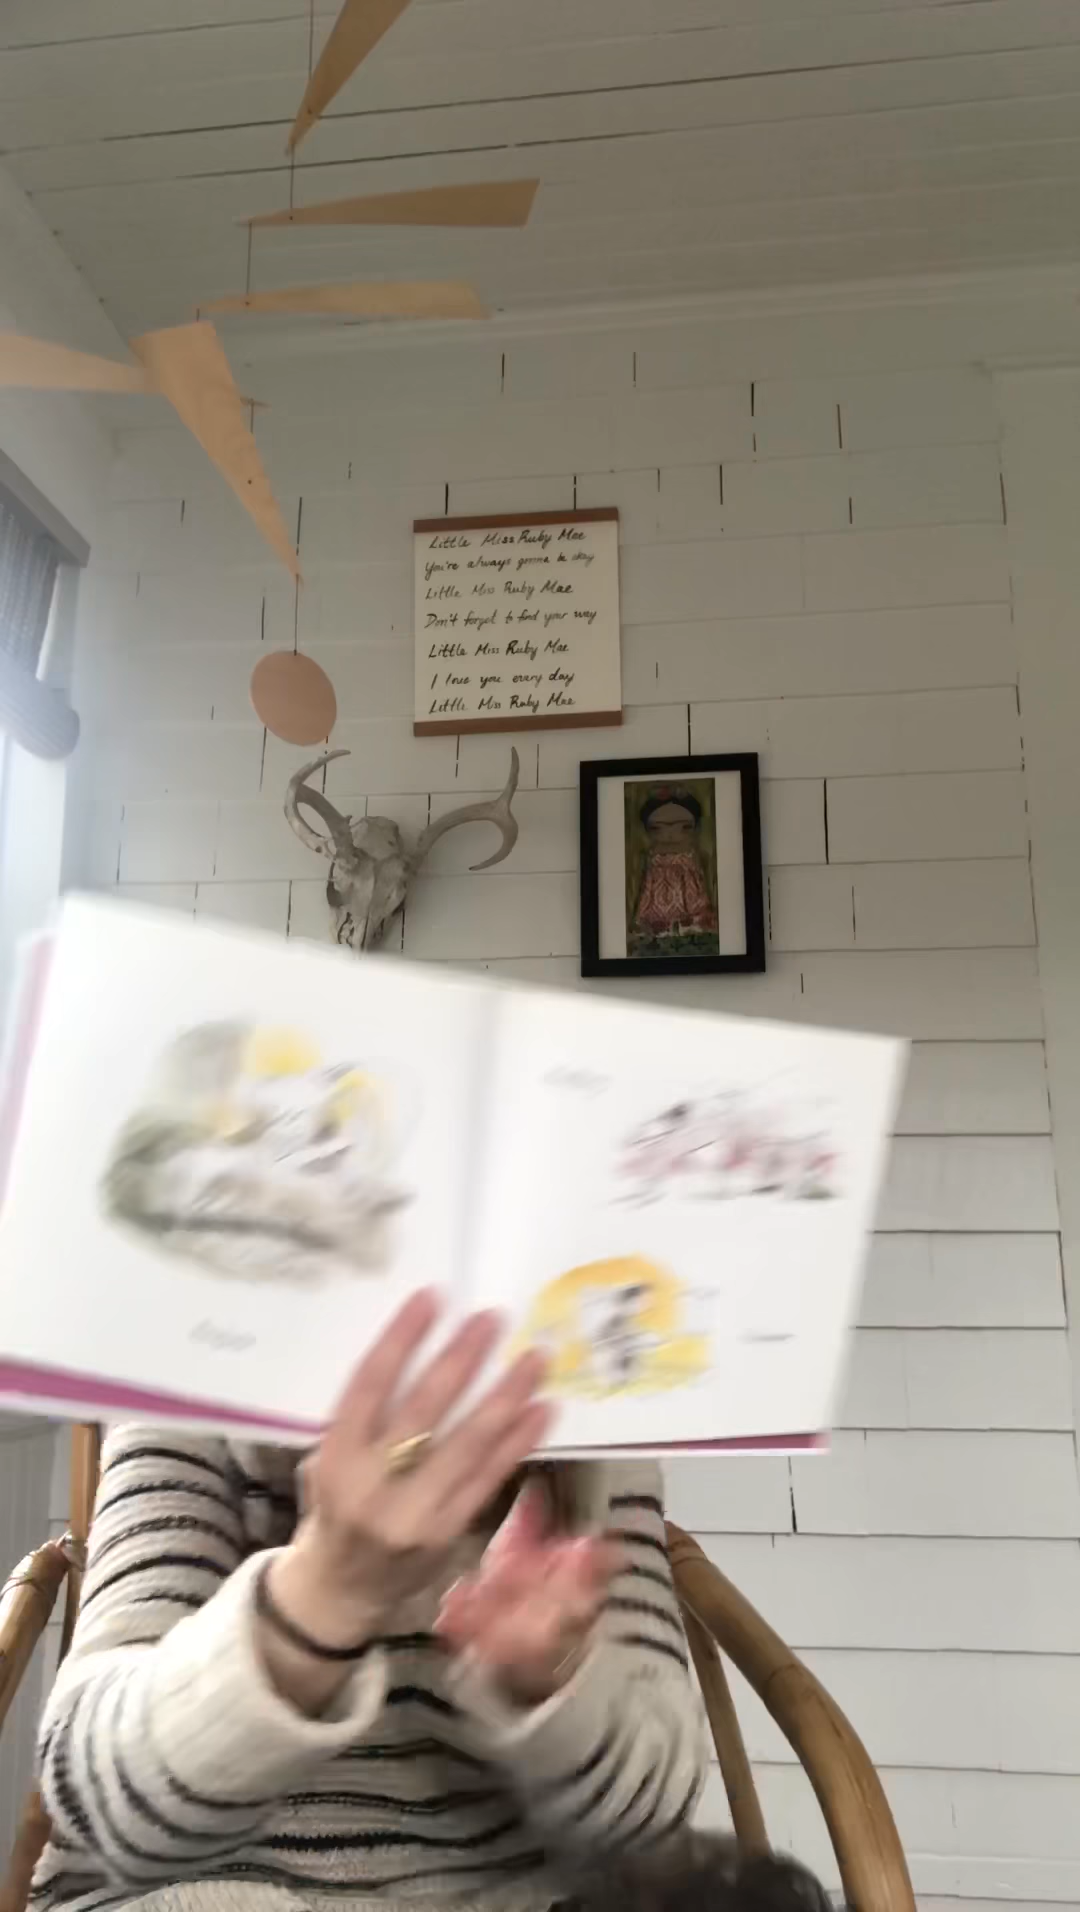 Little Miss Ruby Mae
You're always gonna be okay
Little Miss Ruby Mae
Don't forget to find your way
Little Miss Ruby Mae
I love you every day
Little Miss Ruby Mae